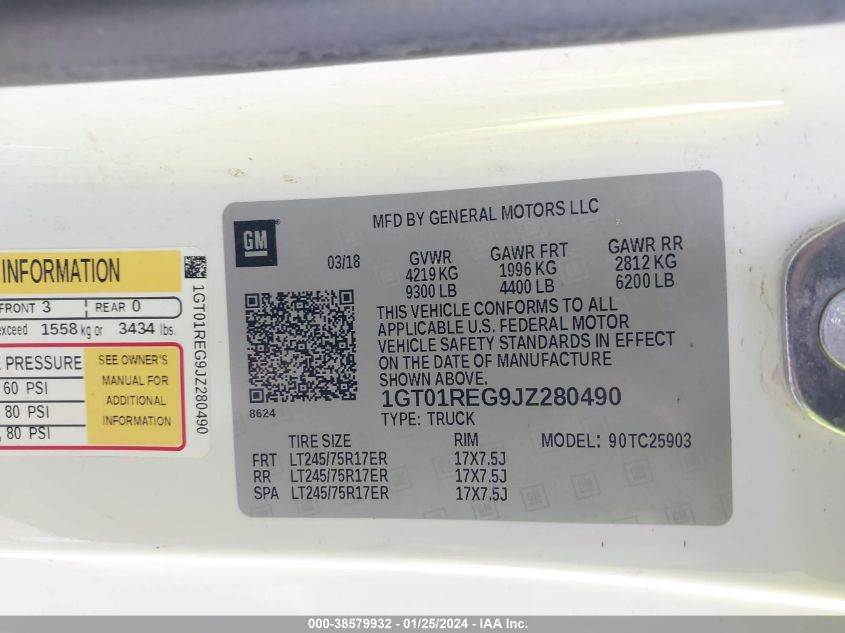 GM
MFD BY GENERAL MOTORS LLC
03/18
GVWR GAWR FRT GAWR RR
4219 KG 1996 KG 2812 KG
9300 LB 4400 LB 6200 LB
THIS VEHICLE CONFORMS TO ALL
APPLICABLE U.S. FEDERAL MOTOR
VEHICLE SAFETY STANDARDS IN EFFECT
ON THE DATE OF MANUFACTURE
SHOWN ABOVE.
8624
1GT01REG9JZ280490
TYPE: TRUCK
TIRE SIZE RIM MODEL: 90TC25903
FRT LT245/75R17ER 17X7.5J
RR LT245/75R17ER 17X7.5J
SPA LT245/75R17ER 17X7.5J
INFORMATION
FRONT 3 REAR 0
exceed 1558 kg or 3434 lbs.
PRESSURE
60 PSI
80 PSI
, 80 PSI
SEE OWNER'S
MANUAL FOR
ADDITIONAL
INFORMATION
1GT01REG9JZ280490
000-38579932 - 01/25/2024 - IAA Inc.